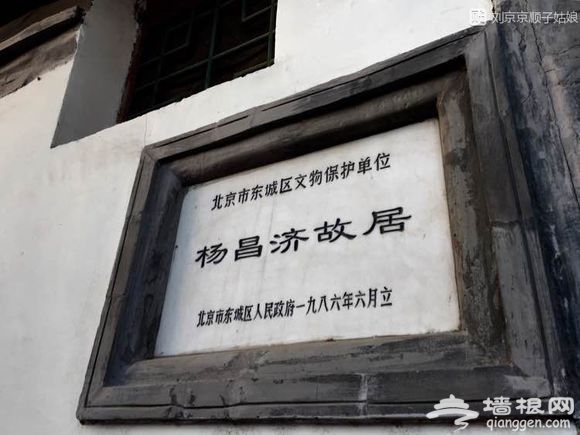 刘京京顺子姑娘
北京市东城区文物保护单位
杨昌济故居
北京市东城区人民政府一九八六年六月立
墙根网
qianggen.com